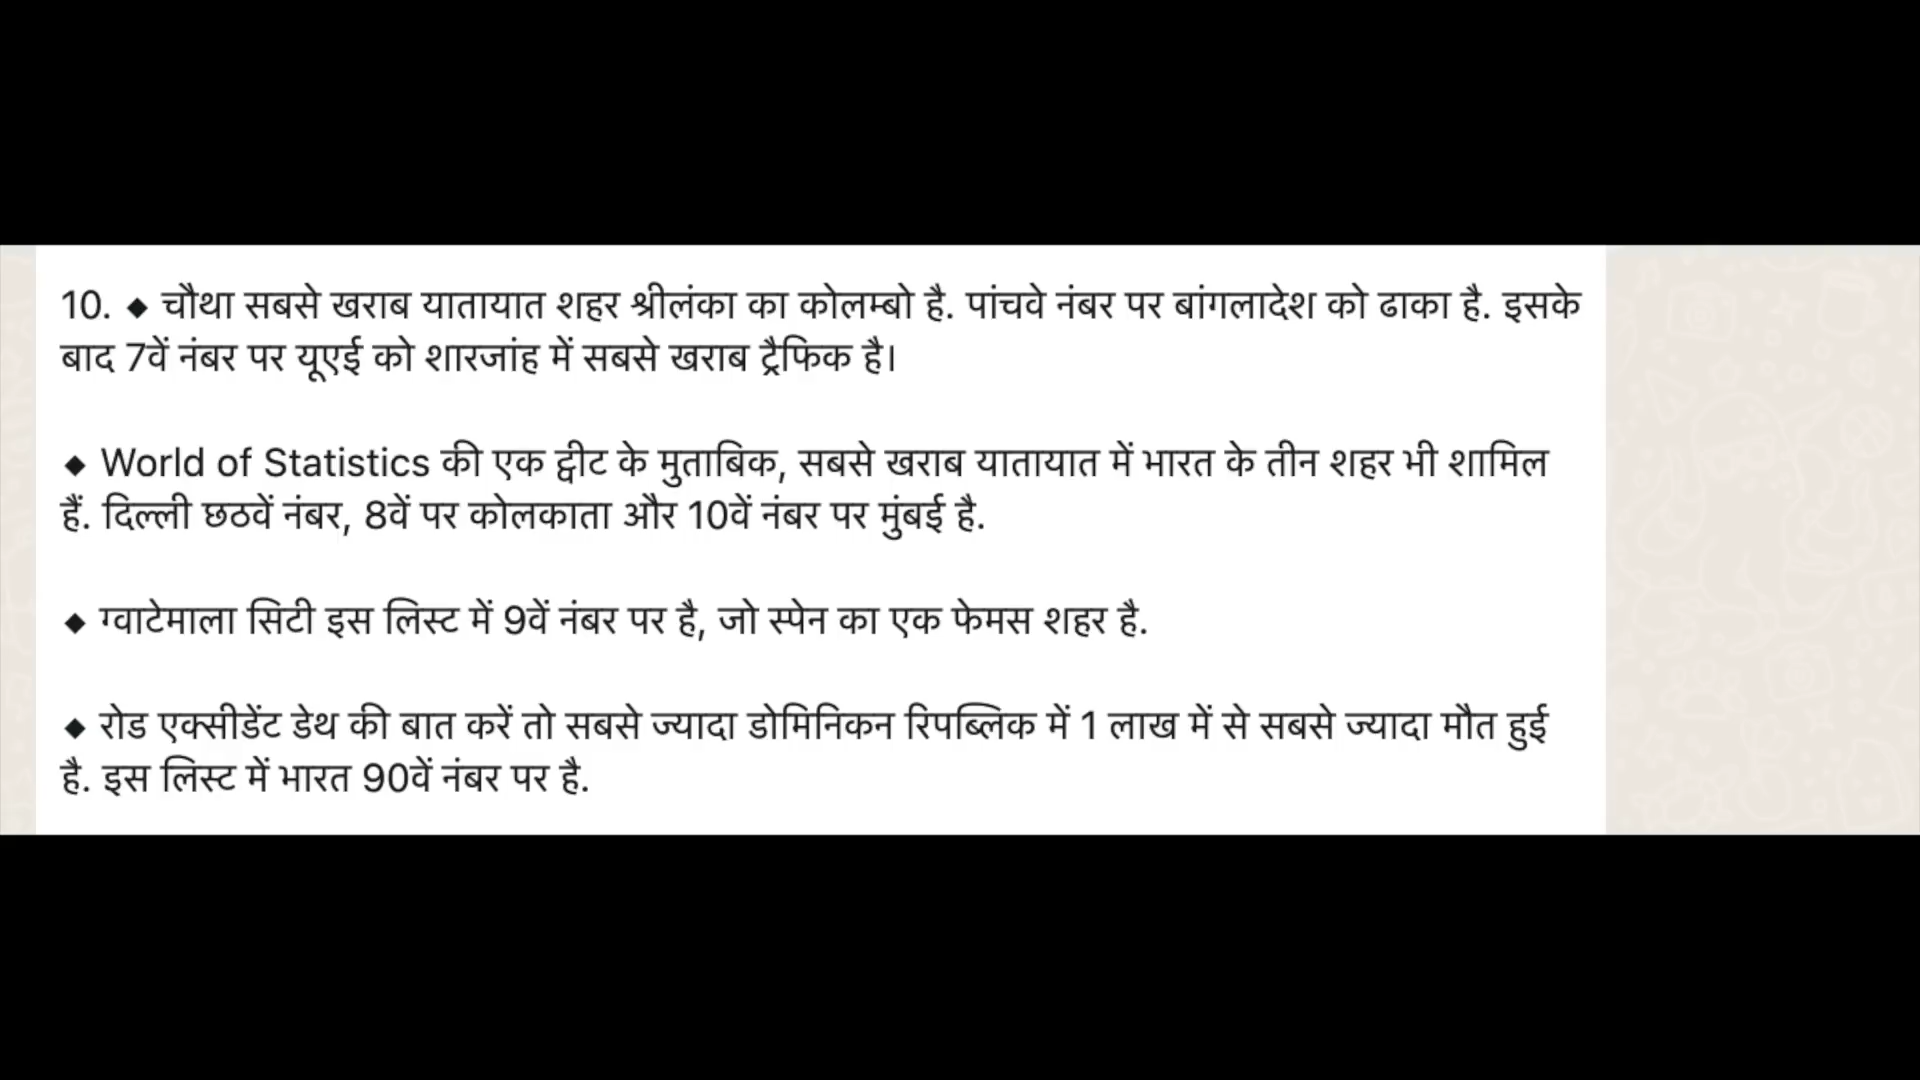 10. ◆ चौथा सबसे खराब यातायात शहर श्रीलंका का कोलम्बो है. पांचवे नंबर पर बांगलादेश को ढाका है. इसके
बाद 7वें नंबर पर यूएई को शारजांह में सबसे खराब ट्रैफिक है।
◆ World of Statistics की एक ट्वीट के मुताबिक, सबसे खराब यातायात में भारत के तीन शहर भी शामिल
हैं. दिल्ली छठवें नंबर, 8वें पर कोलकाता और 10वें नंबर पर मुंबई है.
◆ ग्वाटेमाला सिटी इस लिस्ट में 9वें नंबर पर है, जो स्पेन का एक फेमस शहर है.
◆ रोड एक्सीडेंट डेथ की बात करें तो सबसे ज्यादा डोमिनिकन रिपब्लिक में 1 लाख में से सबसे ज्यादा मौत हुई
है. इस लिस्ट में भारत 90वें नंबर पर है.